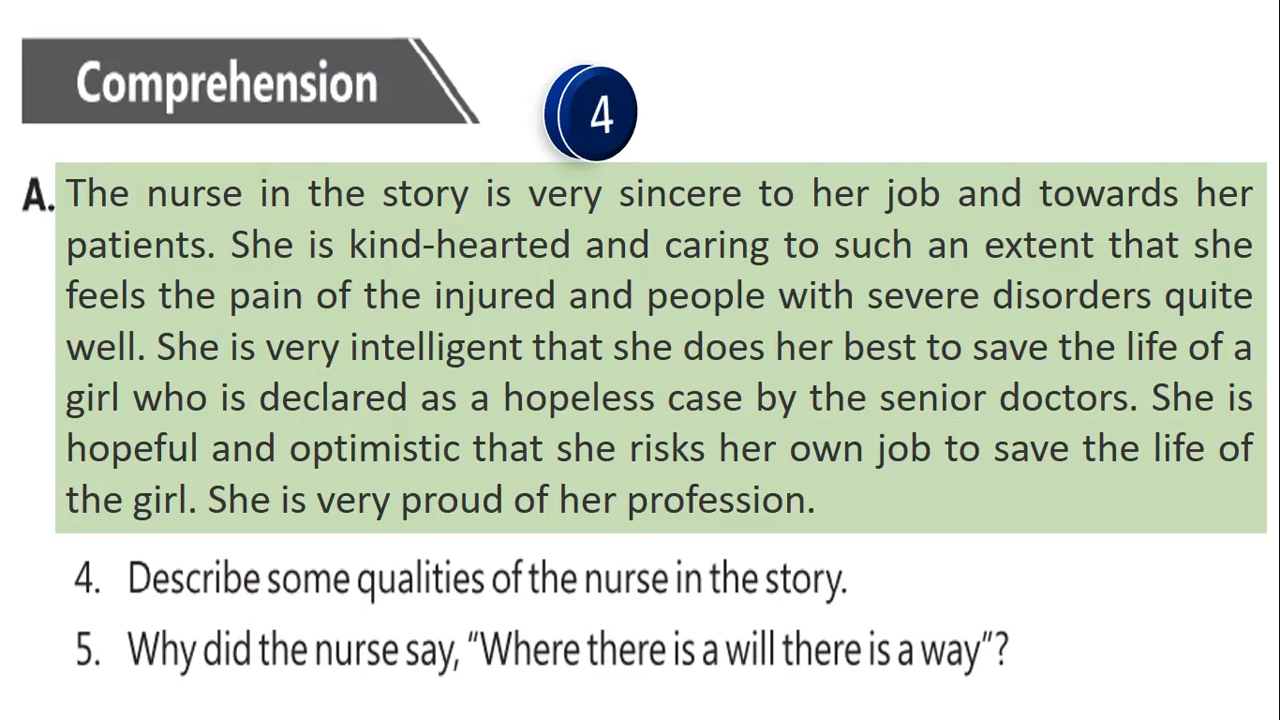 Comprehension
4
A. The nurse in the story is very sincere to her job and towards her
patients. She is kind-hearted and caring to such an extent that she
feels the pain of the injured and people with severe disorders quite
well. She is very intelligent that she does her best to save the life of a
girl who is declared as a hopeless case by the senior doctors. She is
hopeful and optimistic that she risks her own job to save the life of
the girl. She is very proud of her profession.
4. Describe some qualities of the nurse in the story.
5. Why did the nurse say, “Where there is a will there is a way”?